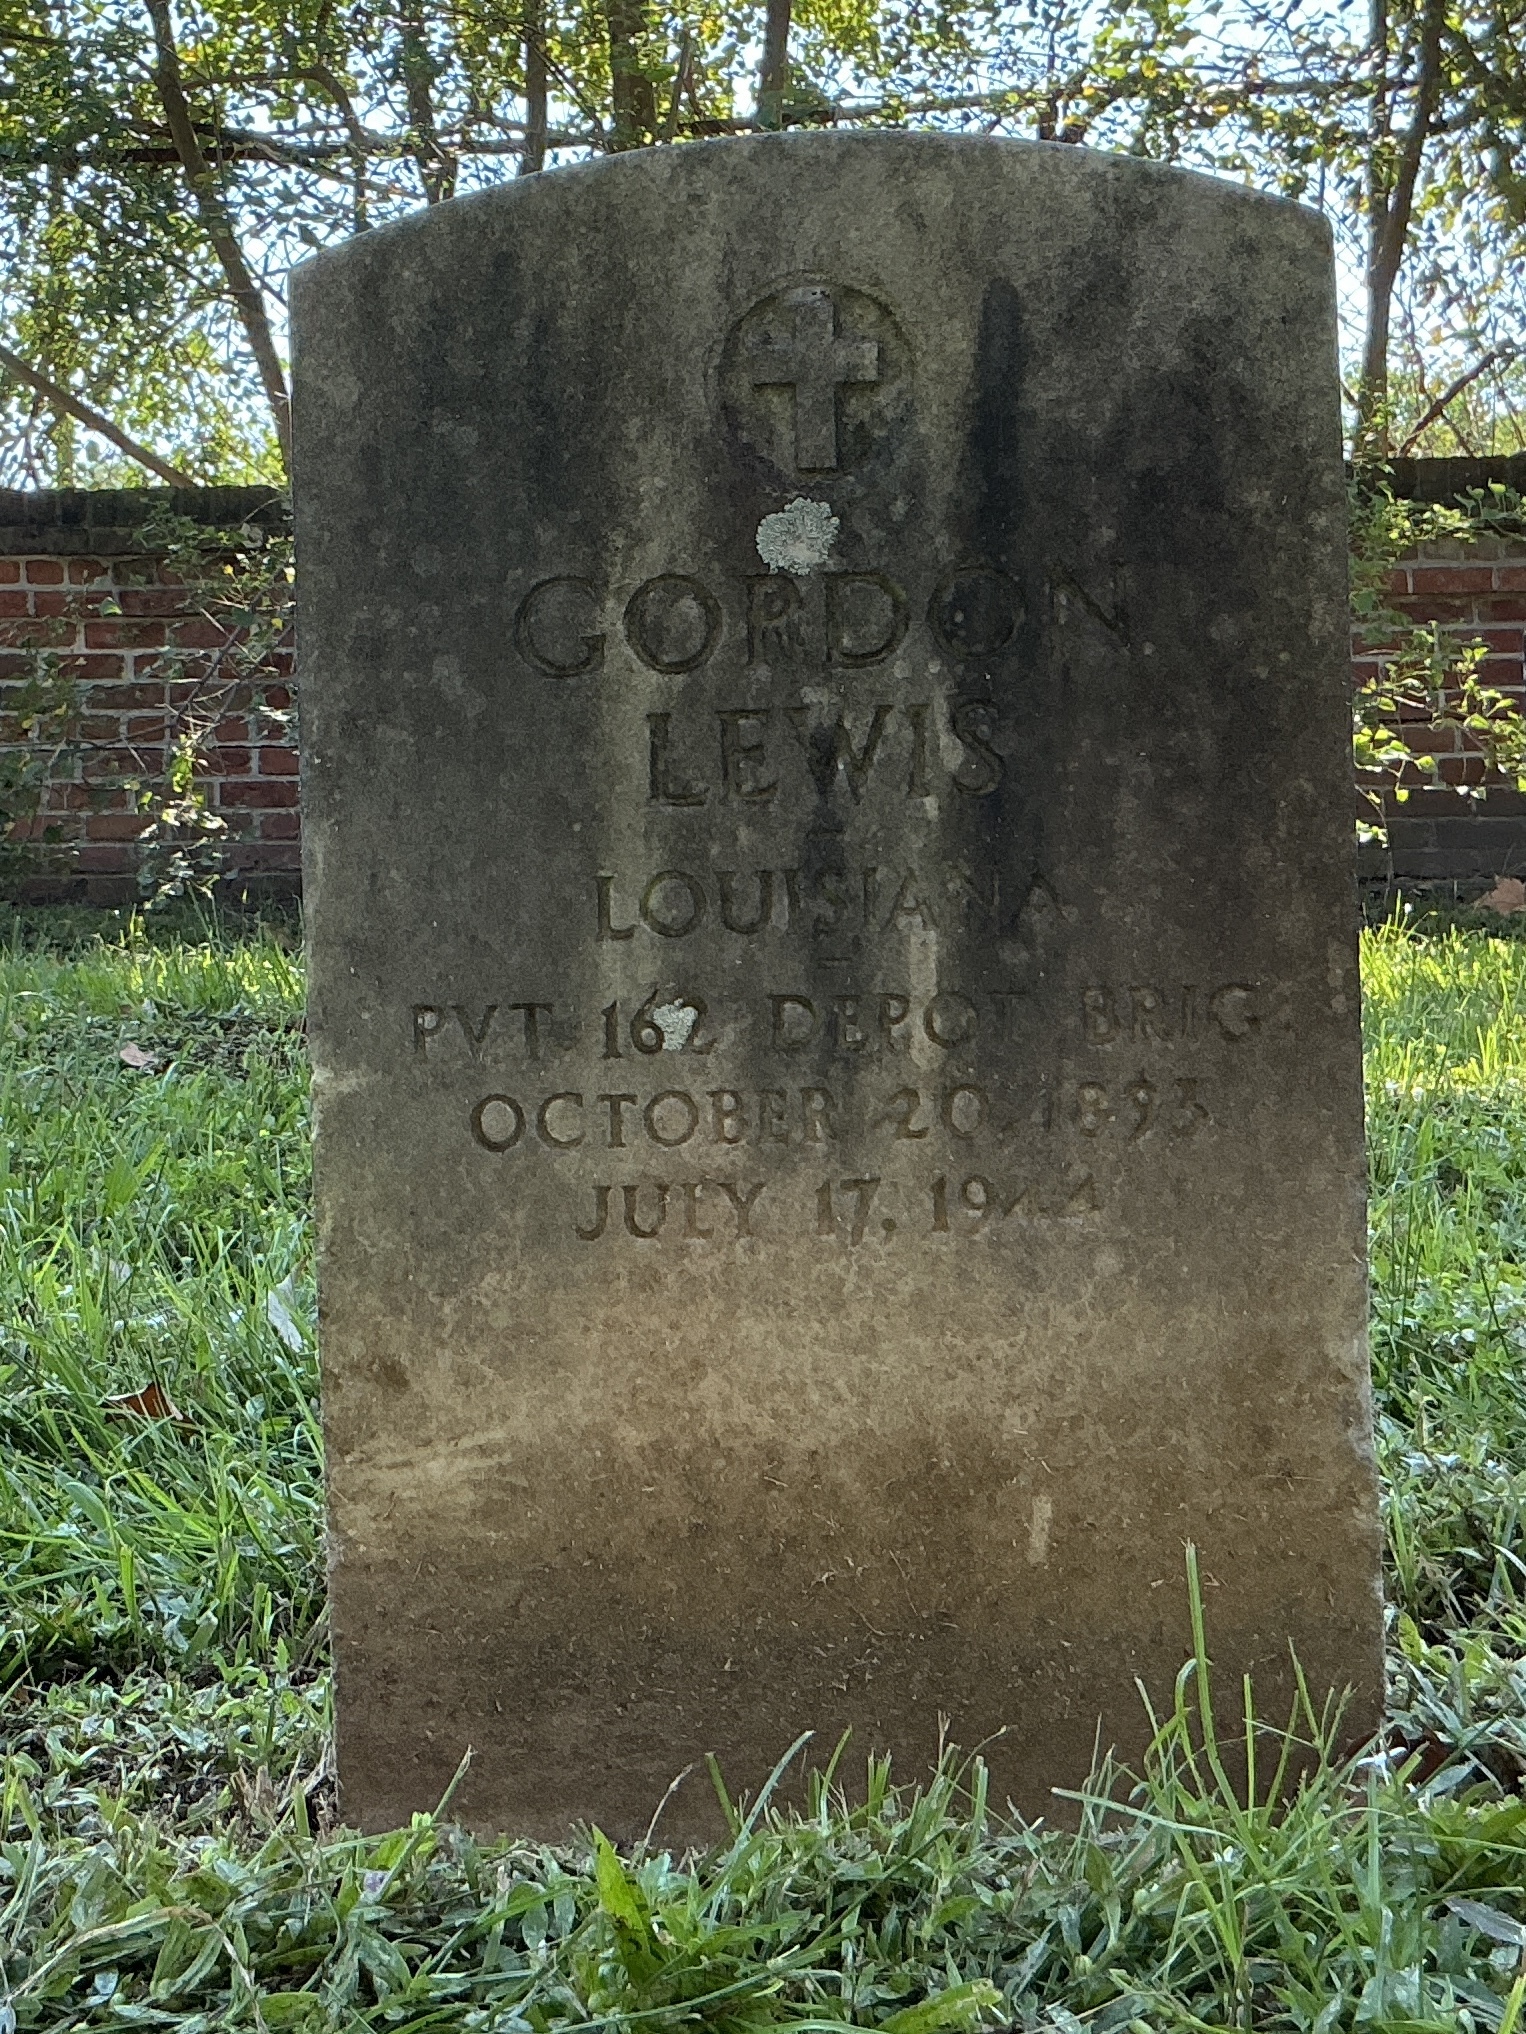 GORDON
LEWIS
LOUISIANA
PVT 162 DEPOT BRIG
OCTOBER 20, 1893
JULY 17, 1944